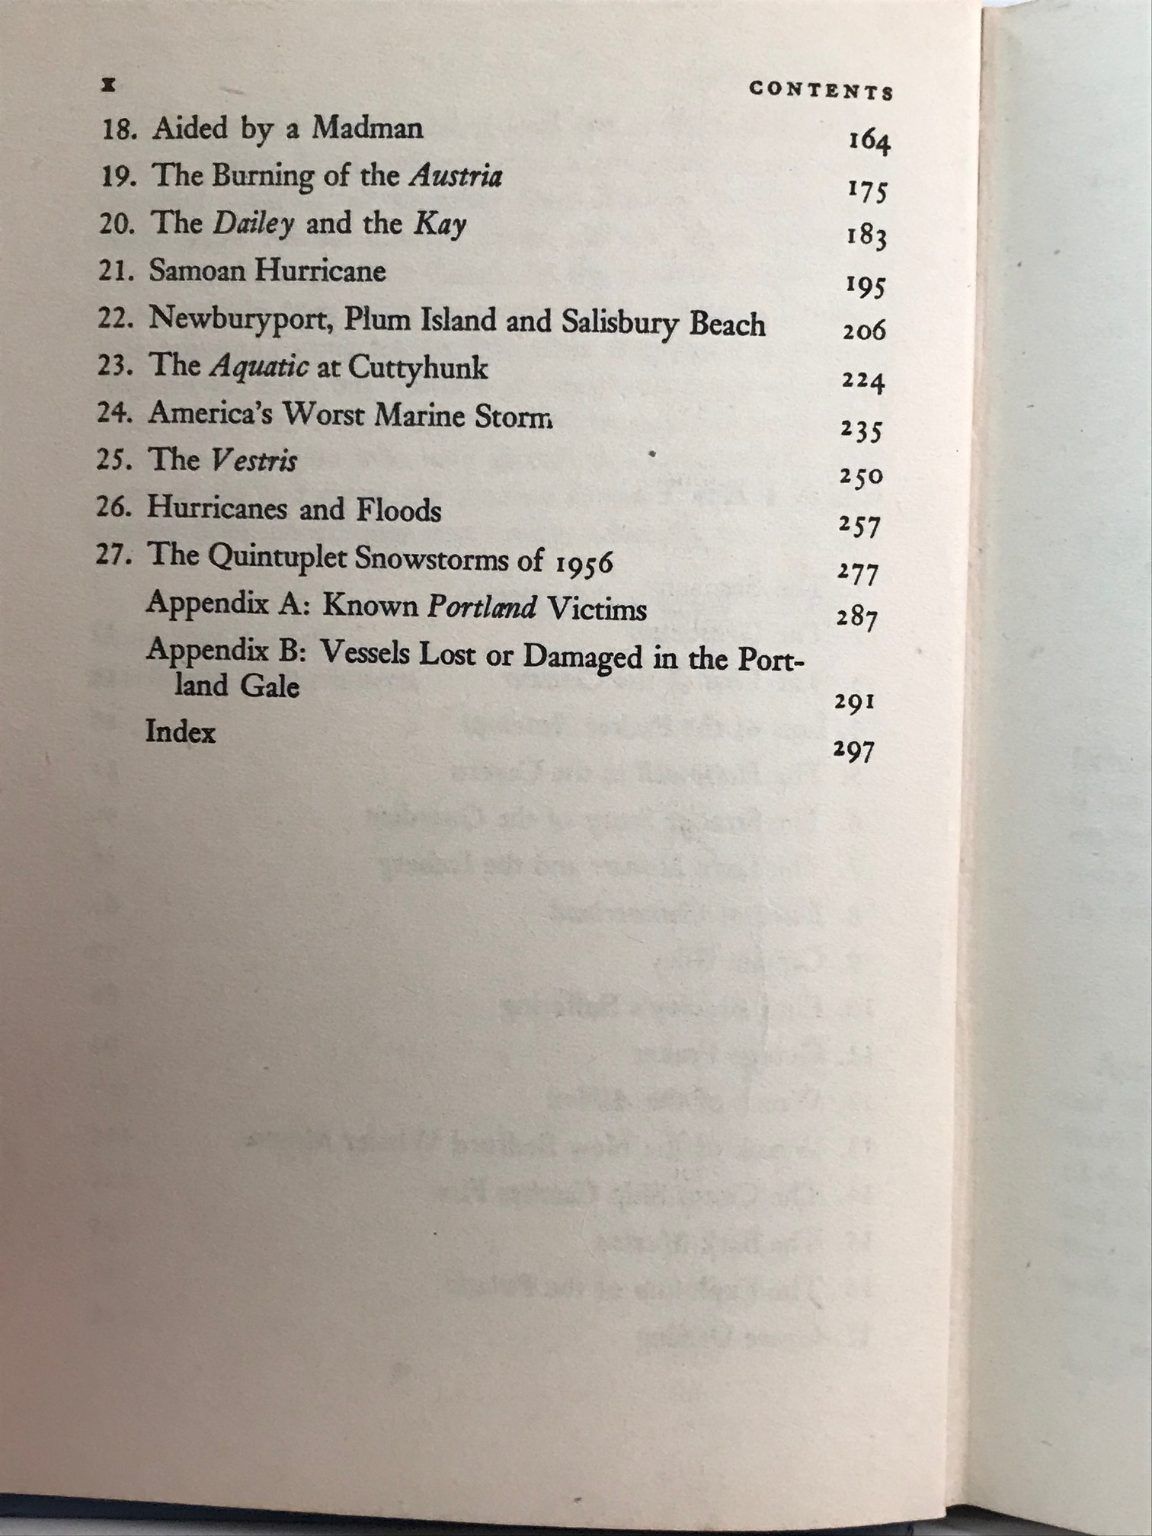 x CONTENTS
18. Aided by a Madman 164
19. The Burning of the Austria 175
20. The Dailey and the Kay 183
21. Samoan Hurricane 195
22. Newburyport, Plum Island and Salisbury Beach 206
23. The Aquatic at Cuttyhunk 224
24. America's Worst Marine Storm 235
25. The Vestris 250
26. Hurricanes and Floods 257
27. The Quintuplet Snowstorms of 1956 277
Appendix A: Known Portland Victims 287
Appendix B: Vessels Lost or Damaged in the Port-
land Gale 291
Index 297